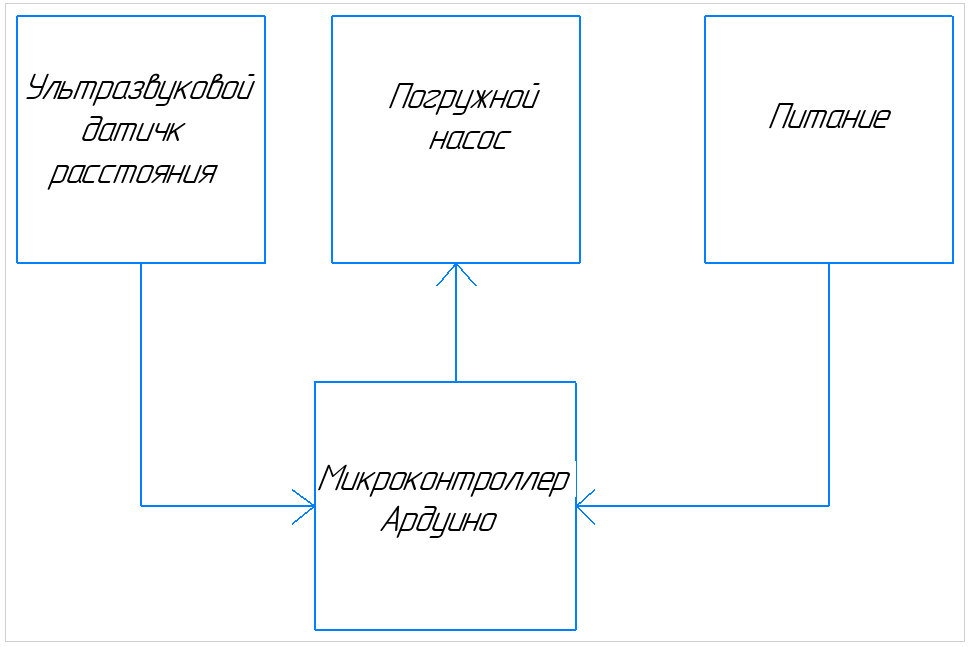 Ультразвуковой
датичк
расстояния
Погружной
насос
Питание
Микроконтроллер
Ардуино